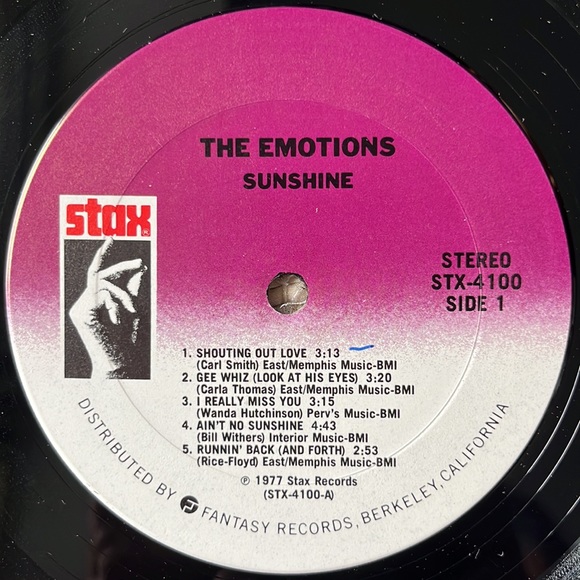 THE EMOTIONS
SUNSHINE
stax
STEREO
STX-4100
SIDE 1
1. SHOUTING OUT LOVE 3:13
(Carl Smith) East/Memphis Music-BMI
2. GEE WHIZ (LOOK AT HIS EYES) 3:20
(Carla Thomas) East/Memphis Music-BMI
3. I REALLY MISS YOU 3:15
(Wanda Hutchinson) Perv's Music-BMI
4. AIN'T NO SUNSHINE 4:43
(Bill Withers) Interior Music-BMI
5. RUNNIN' BACK (AND FORTH) 2:53
(Rice-Floyd) East/Memphis Music-BMI
℗ 1977 Stax Records
(STX-4100-A)
DISTRIBUTED BY FANTASY RECORDS, BERKELEY, CALIFORNIA